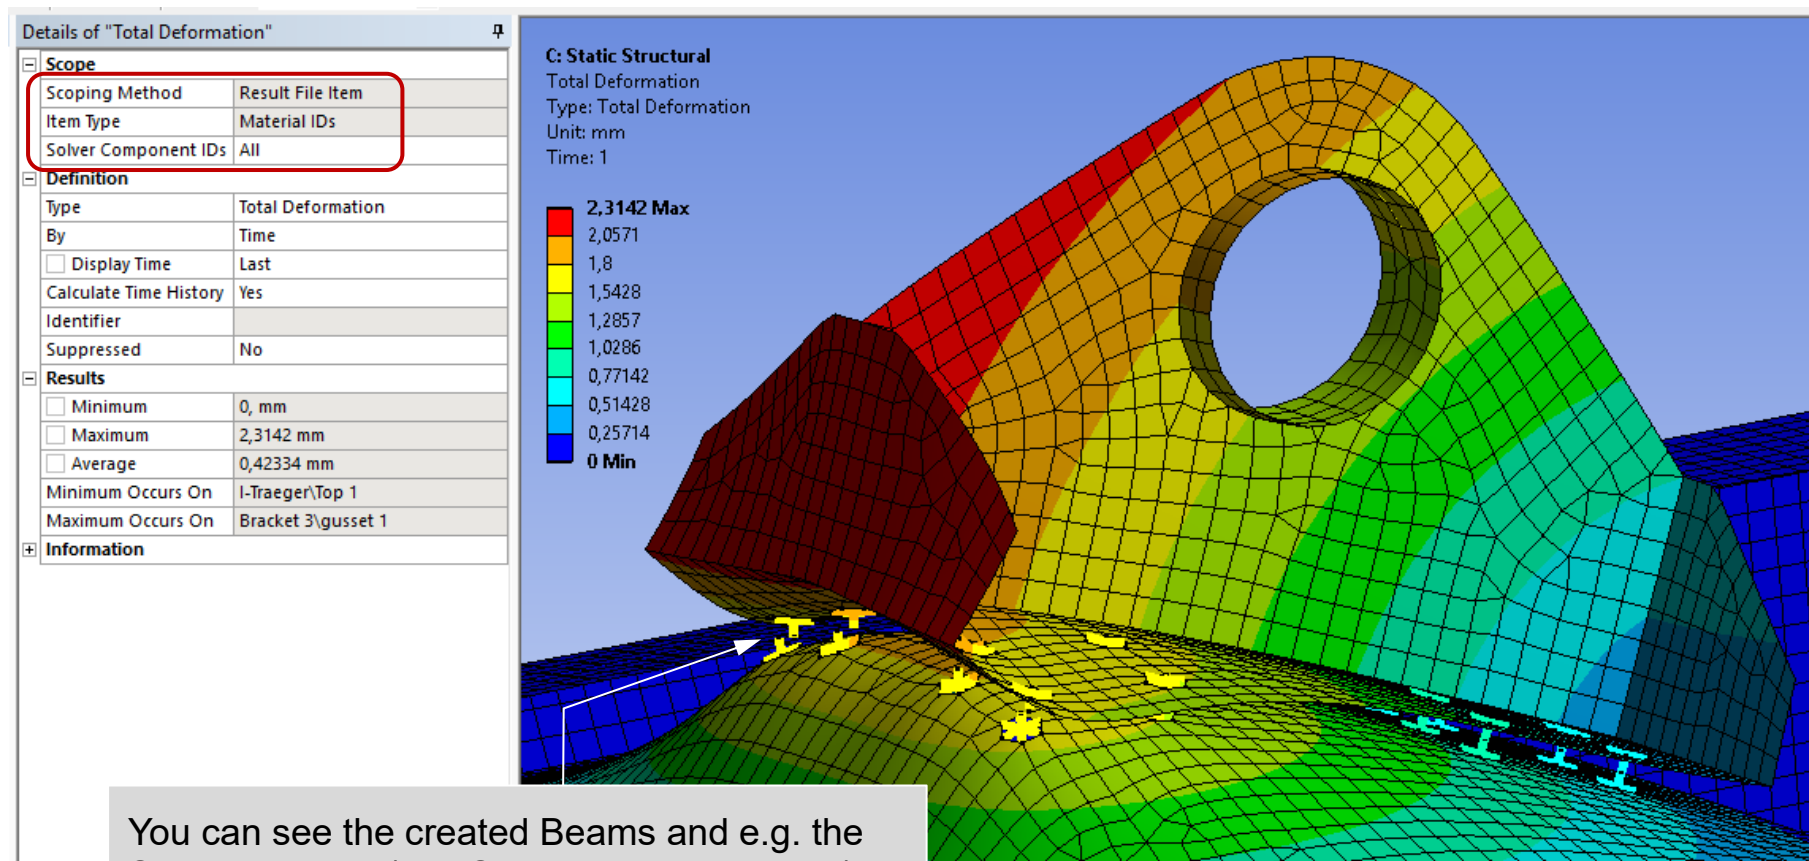 Details of "Total Deformation"
Scope
Scoping Method Result File Item
Item Type Material IDs
Solver Component IDs All
Definition
Type Total Deformation
By Time
Display Time Last
Calculate Time History Yes
Identifier
Suppressed No
Results
Minimum 0, mm
Maximum 2,3142 mm
Average 0,42334 mm
Minimum Occurs On I-Traeger\Top 1
Maximum Occurs On Bracket 3\gusset 1
Information
C: Static Structural
Total Deformation
Type: Total Deformation
Unit: mm
Time: 1
2,3142 Max
2,0571
1,8
1,5428
1,2857
1,0286
0,77142
0,51428
0,25714
0 Min
You can see the created Beams and e.g. the